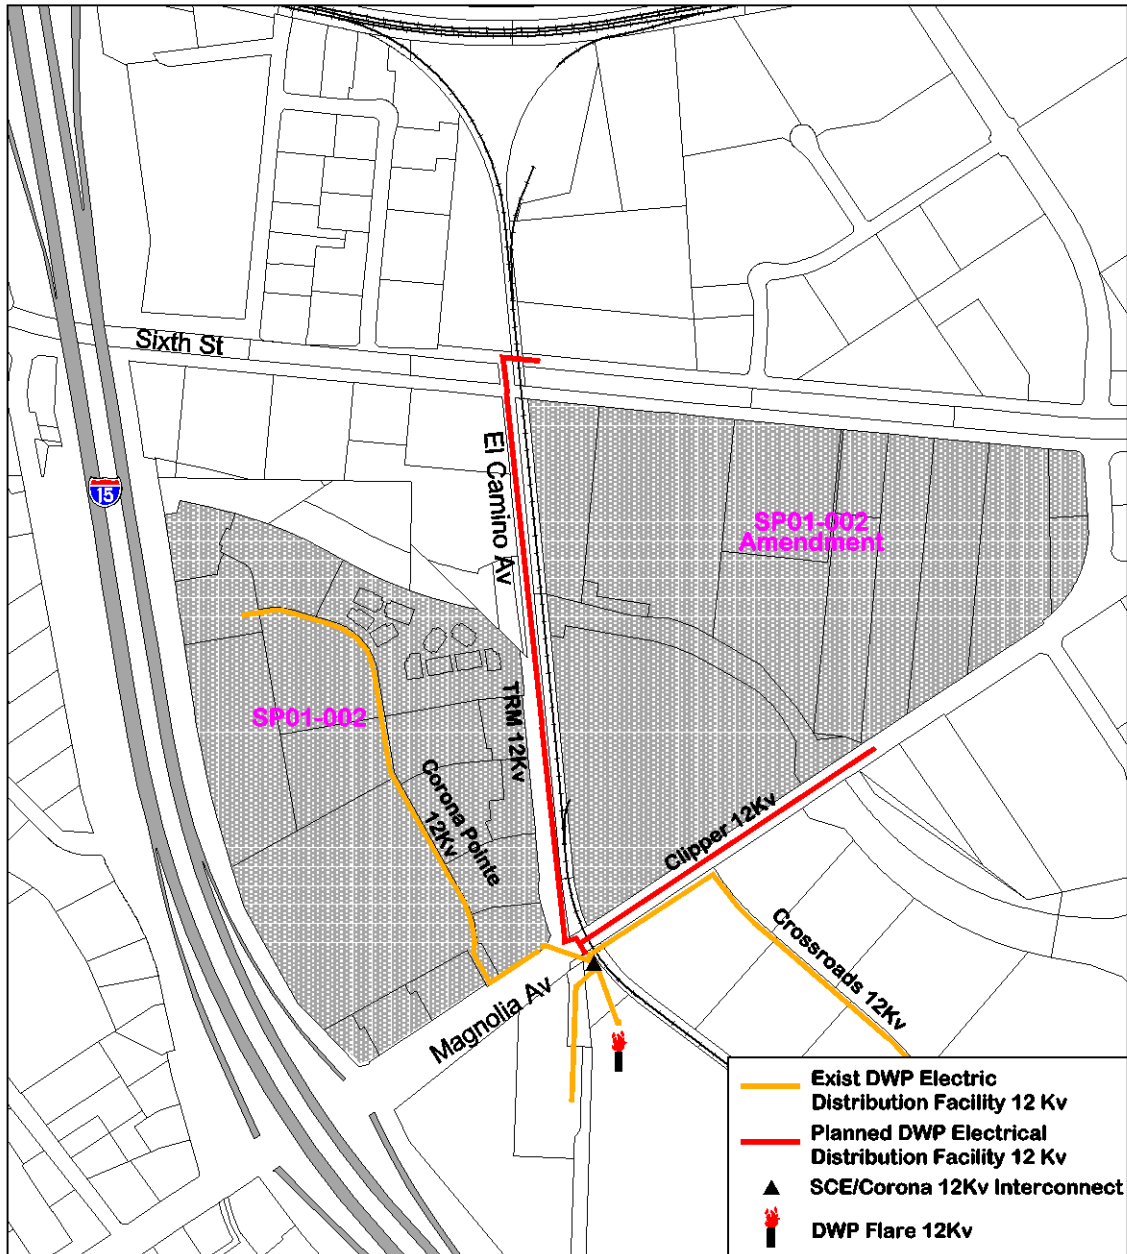 Sixth St
El Camino Av
15
SP01-002
Amendment
SP01-002
TRM 12Kv
Corona Pointe
12Kv
Clipper 12Kv
Crossroads 12Kv
Magnolia Av
Exist DWP Electric
Distribution Facility 12 Kv
Planned DWP Electrical
Distribution Facility 12 Kv
SCE/Corona 12Kv Interconnect
DWP Flare 12Kv